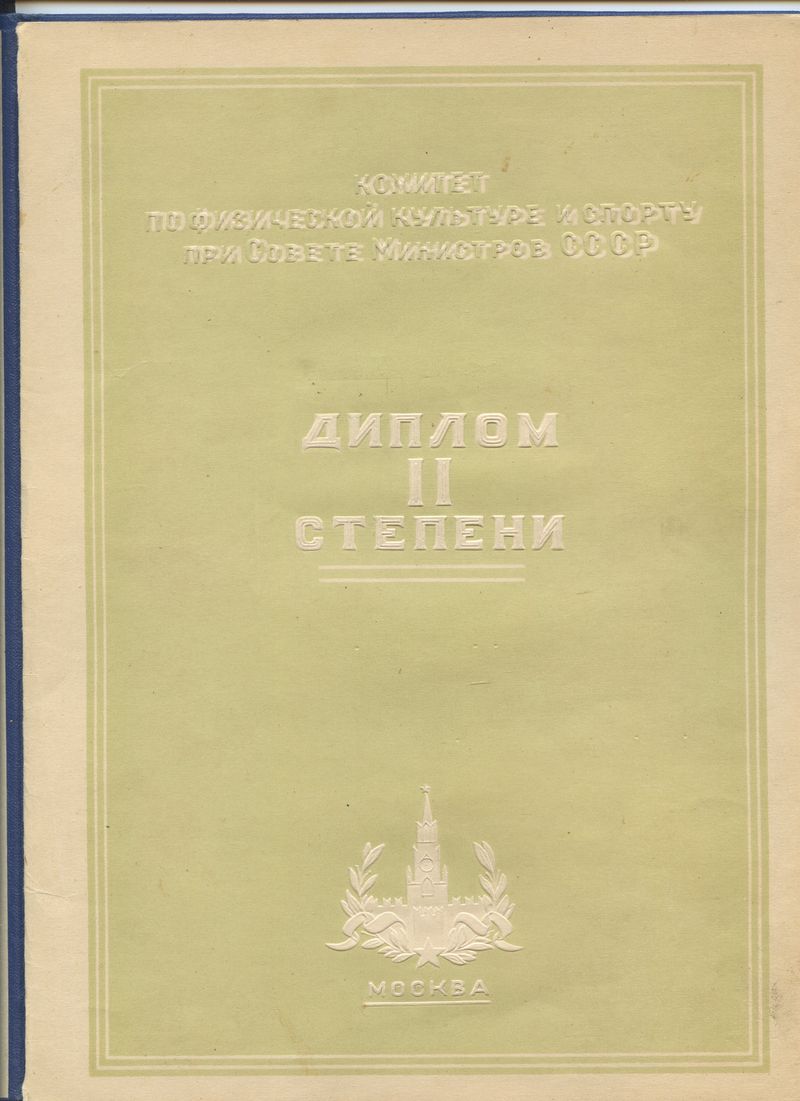 КОМИТЕТ
ПО ФИЗИЧЕСКОЙ КУЛЬТУРЕ И СПОРТУ
ПРИ СОВЕТЕ МИНИСТРОВ СССР
ДИПЛОМ
II
СТЕПЕНИ
МОСКВА